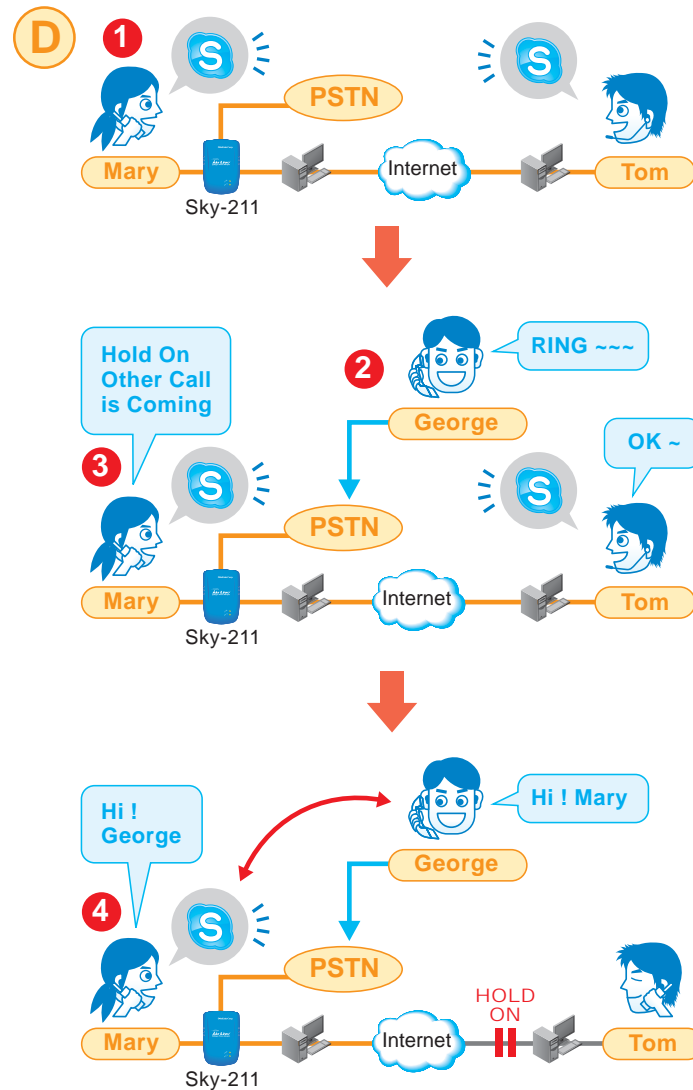 D
1
S
S
PSTN
Mary
Internet
Tom
Sky-211
Hold On
Other Call
is Coming
2
RING ~~~
George
OK ~
3
S
S
PSTN
Mary
Internet
Tom
Sky-211
Hi !
George
Hi ! Mary
George
4
S
PSTN
HOLD
ON
Mary
Internet
Tom
Sky-211